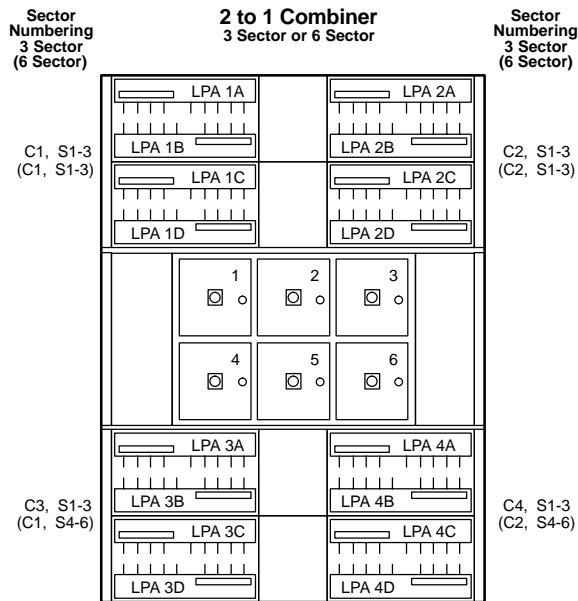 Sector
Numbering
3 Sector
(6 Sector)
2 to 1 Combiner
3 Sector or 6 Sector
Sector
Numbering
3 Sector
(6 Sector)
LPA 1A
LPA 2A
LPA 1B
LPA 2B
C1, S1-3
(C1, S1-3)
C2, S1-3
(C2, S1-3)
LPA 1C
LPA 2C
LPA 1D
LPA 2D
1
2
3
4
5
6
LPA 3A
LPA 4A
LPA 3B
LPA 4B
C3, S1-3
(C1, S4-6)
C4, S1-3
(C2, S4-6)
LPA 3C
LPA 4C
LPA 3D
LPA 4D